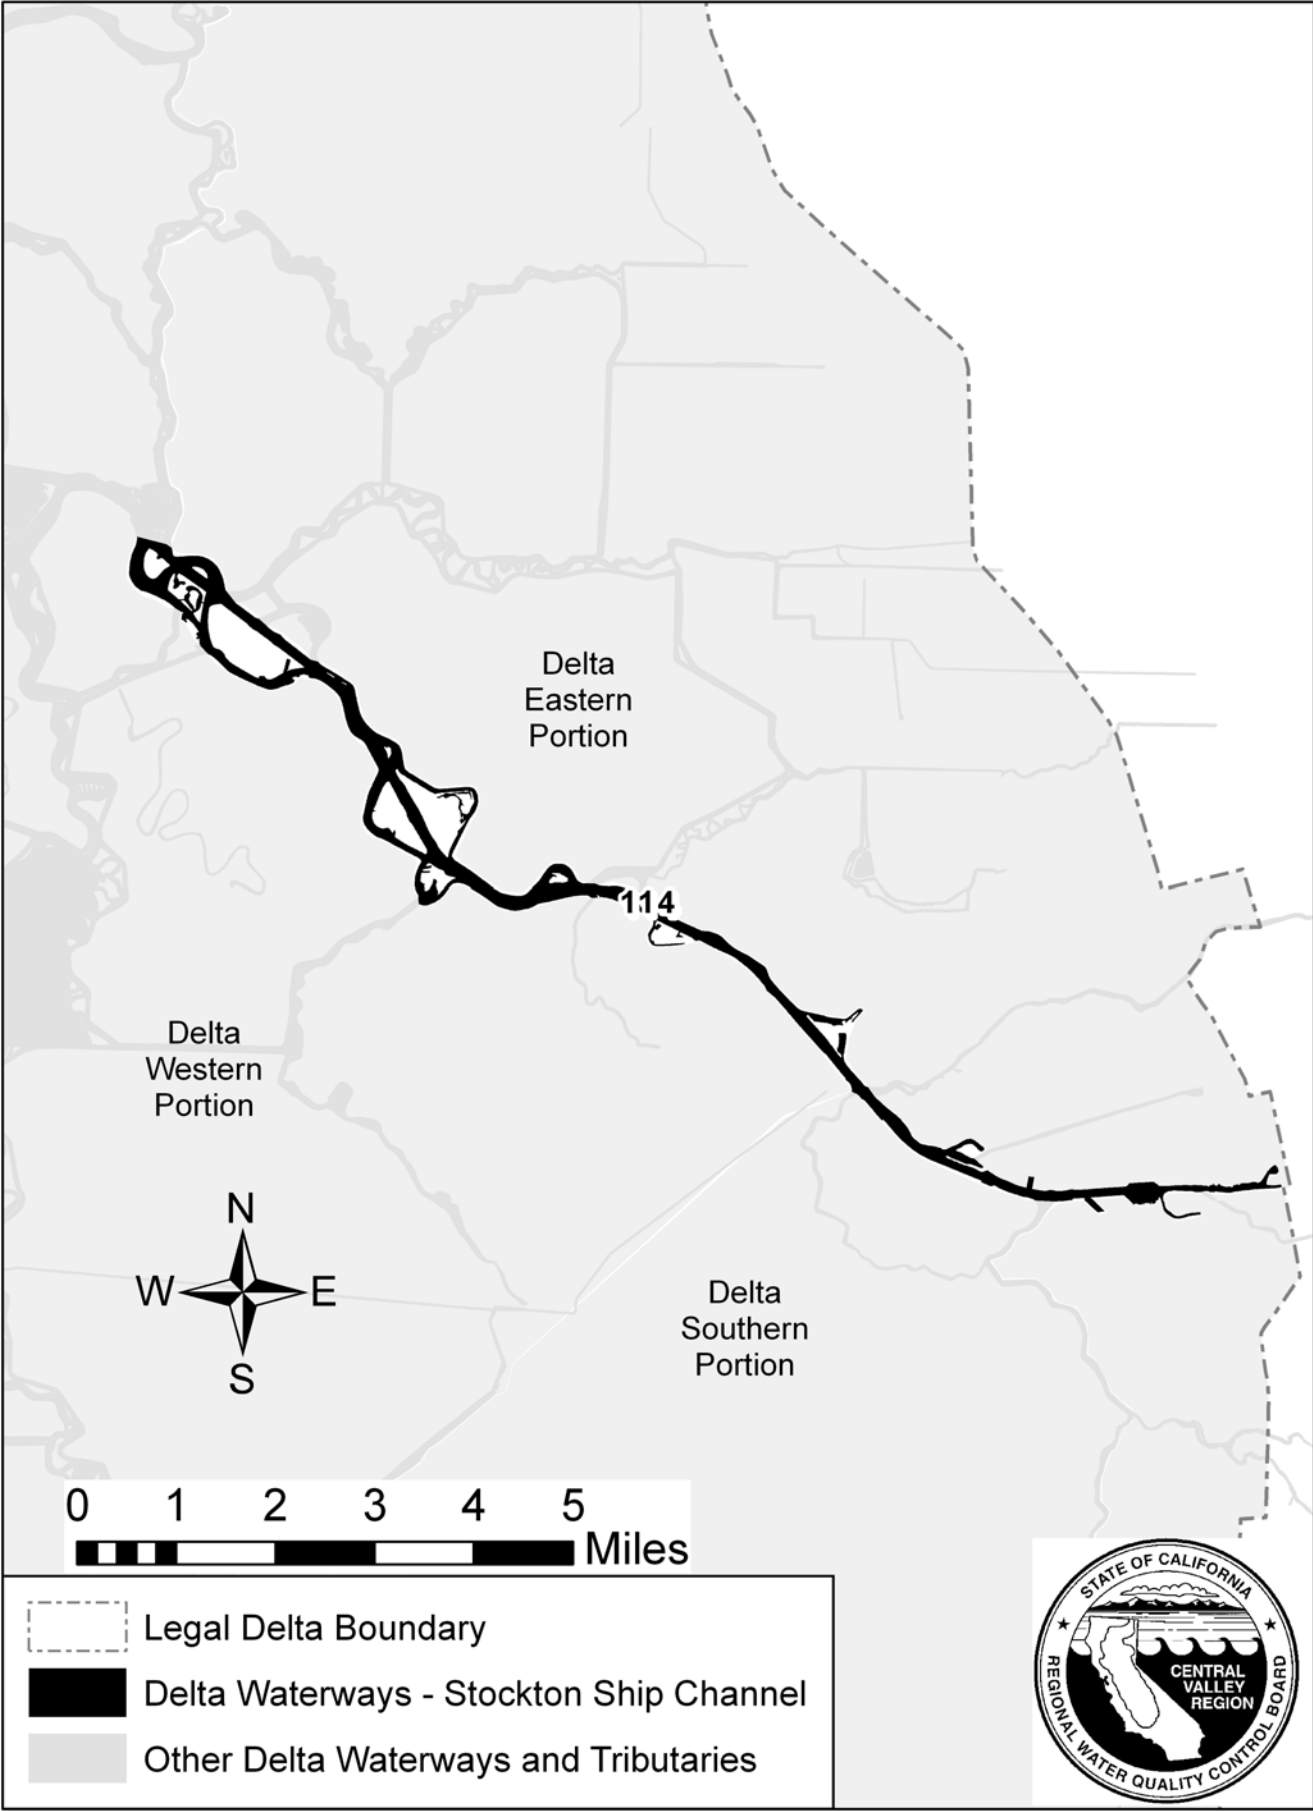 Delta
Eastern
Portion
114
Delta
Western
Portion
N
W E
S
Delta
Southern
Portion
0 1 2 3 4 5
Miles
Legal Delta Boundary
Delta Waterways - Stockton Ship Channel
Other Delta Waterways and Tributaries
STATE OF CALIFORNIA
CENTRAL
VALLEY
REGION
REGIONAL WATER QUALITY CONTROL BOARD